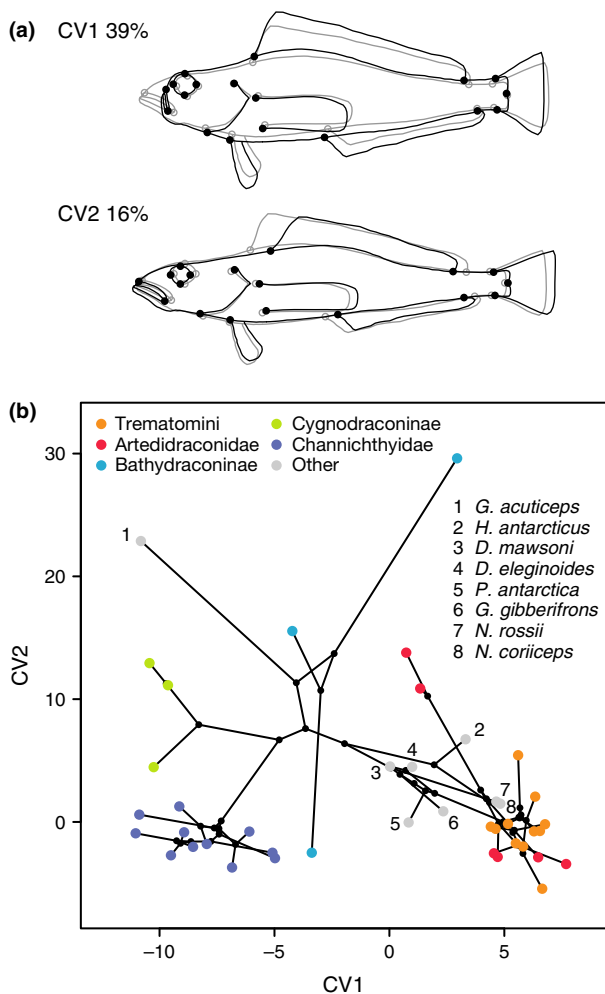 (a) CV1 39%
CV2 16%
(b)
Trematomini
Artedidraconidae
Bathydraconinae
Cygnodraconinae
Channichthyidae
Other
1 G. acuticeps
2 H. antarcticus
3 D. mawsoni
4 D. eleginoides
5 P. antarctica
6 G. gibberifrons
7 N. rossii
8 N. coriiceps
CV2
30
20
10
0
1
2
3
4
5
6
7
8
−10
−5
0
5
CV1